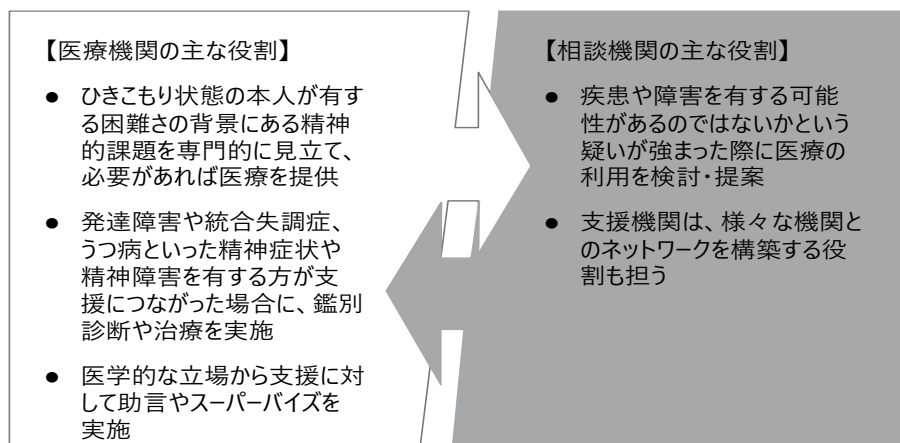 【医療機関の主な役割】
● ひきこもり状態の本人が有す
る困難さの背景にある精神
的課題を専門的に見立て、
必要があれば医療を提供
● 発達障害や統合失調症、
うつ病といった精神症状や
精神障害を有する方が支
援につながった場合に、鑑別
診断や治療を実施
● 医学的な立場から支援に対
して助言やスーパーバイズを
実施
【相談機関の主な役割】
● 疾患や障害を有する可能
性があるのではないかという
疑いが強まった際に医療の
利用を検討・提案
● 支援機関は、様々な機関と
のネットワークを構築する役
割も担う